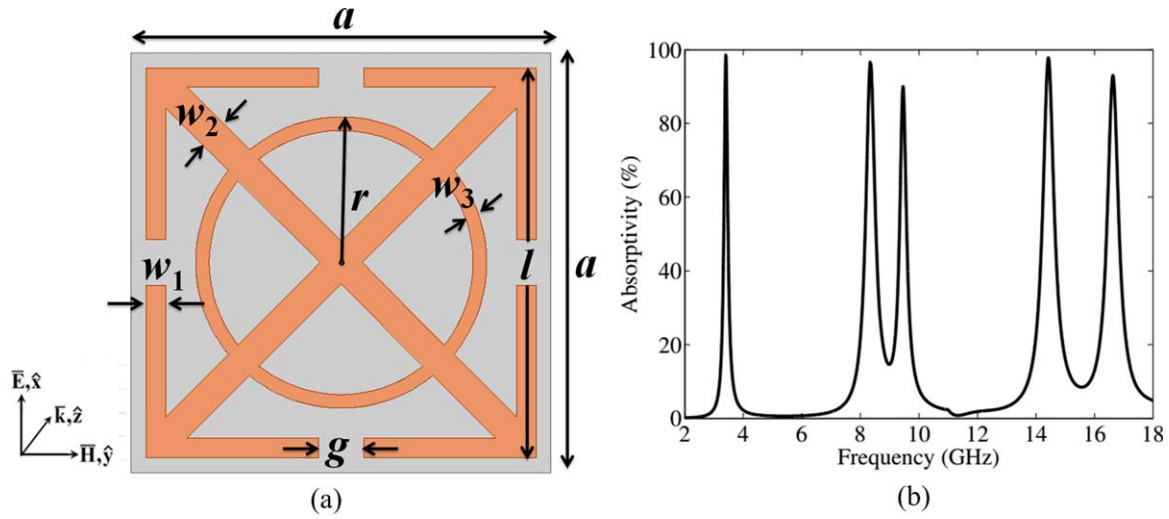 a
w₂
w₃
r
w₁
l
a
g
E̅,x̂
k̅,ẑ
H̅,ŷ
(a)
100
80
60
40
20
0
Absorptivity (%)
2 4 6 8 10 12 14 16 18
Frequency (GHz)
(b)